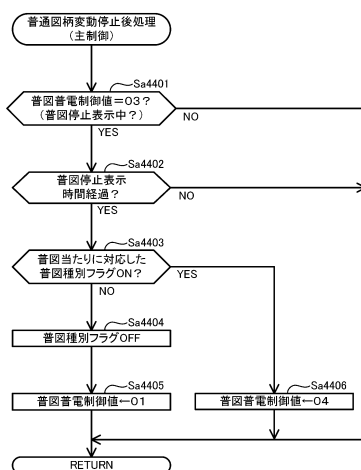 普通図柄変動停止後処理
(主制御)
Sa4401
普図普電制御値=03?
(普図停止表示中?)
NO
YES
Sa4402
普図停止表示
時間経過?
NO
YES
Sa4403
普図当たりに対応した
普図種別フラグON?
YES
NO
Sa4404
普図種別フラグOFF
Sa4405
普図普電制御値←01
Sa4406
普図普電制御値←04
RETURN